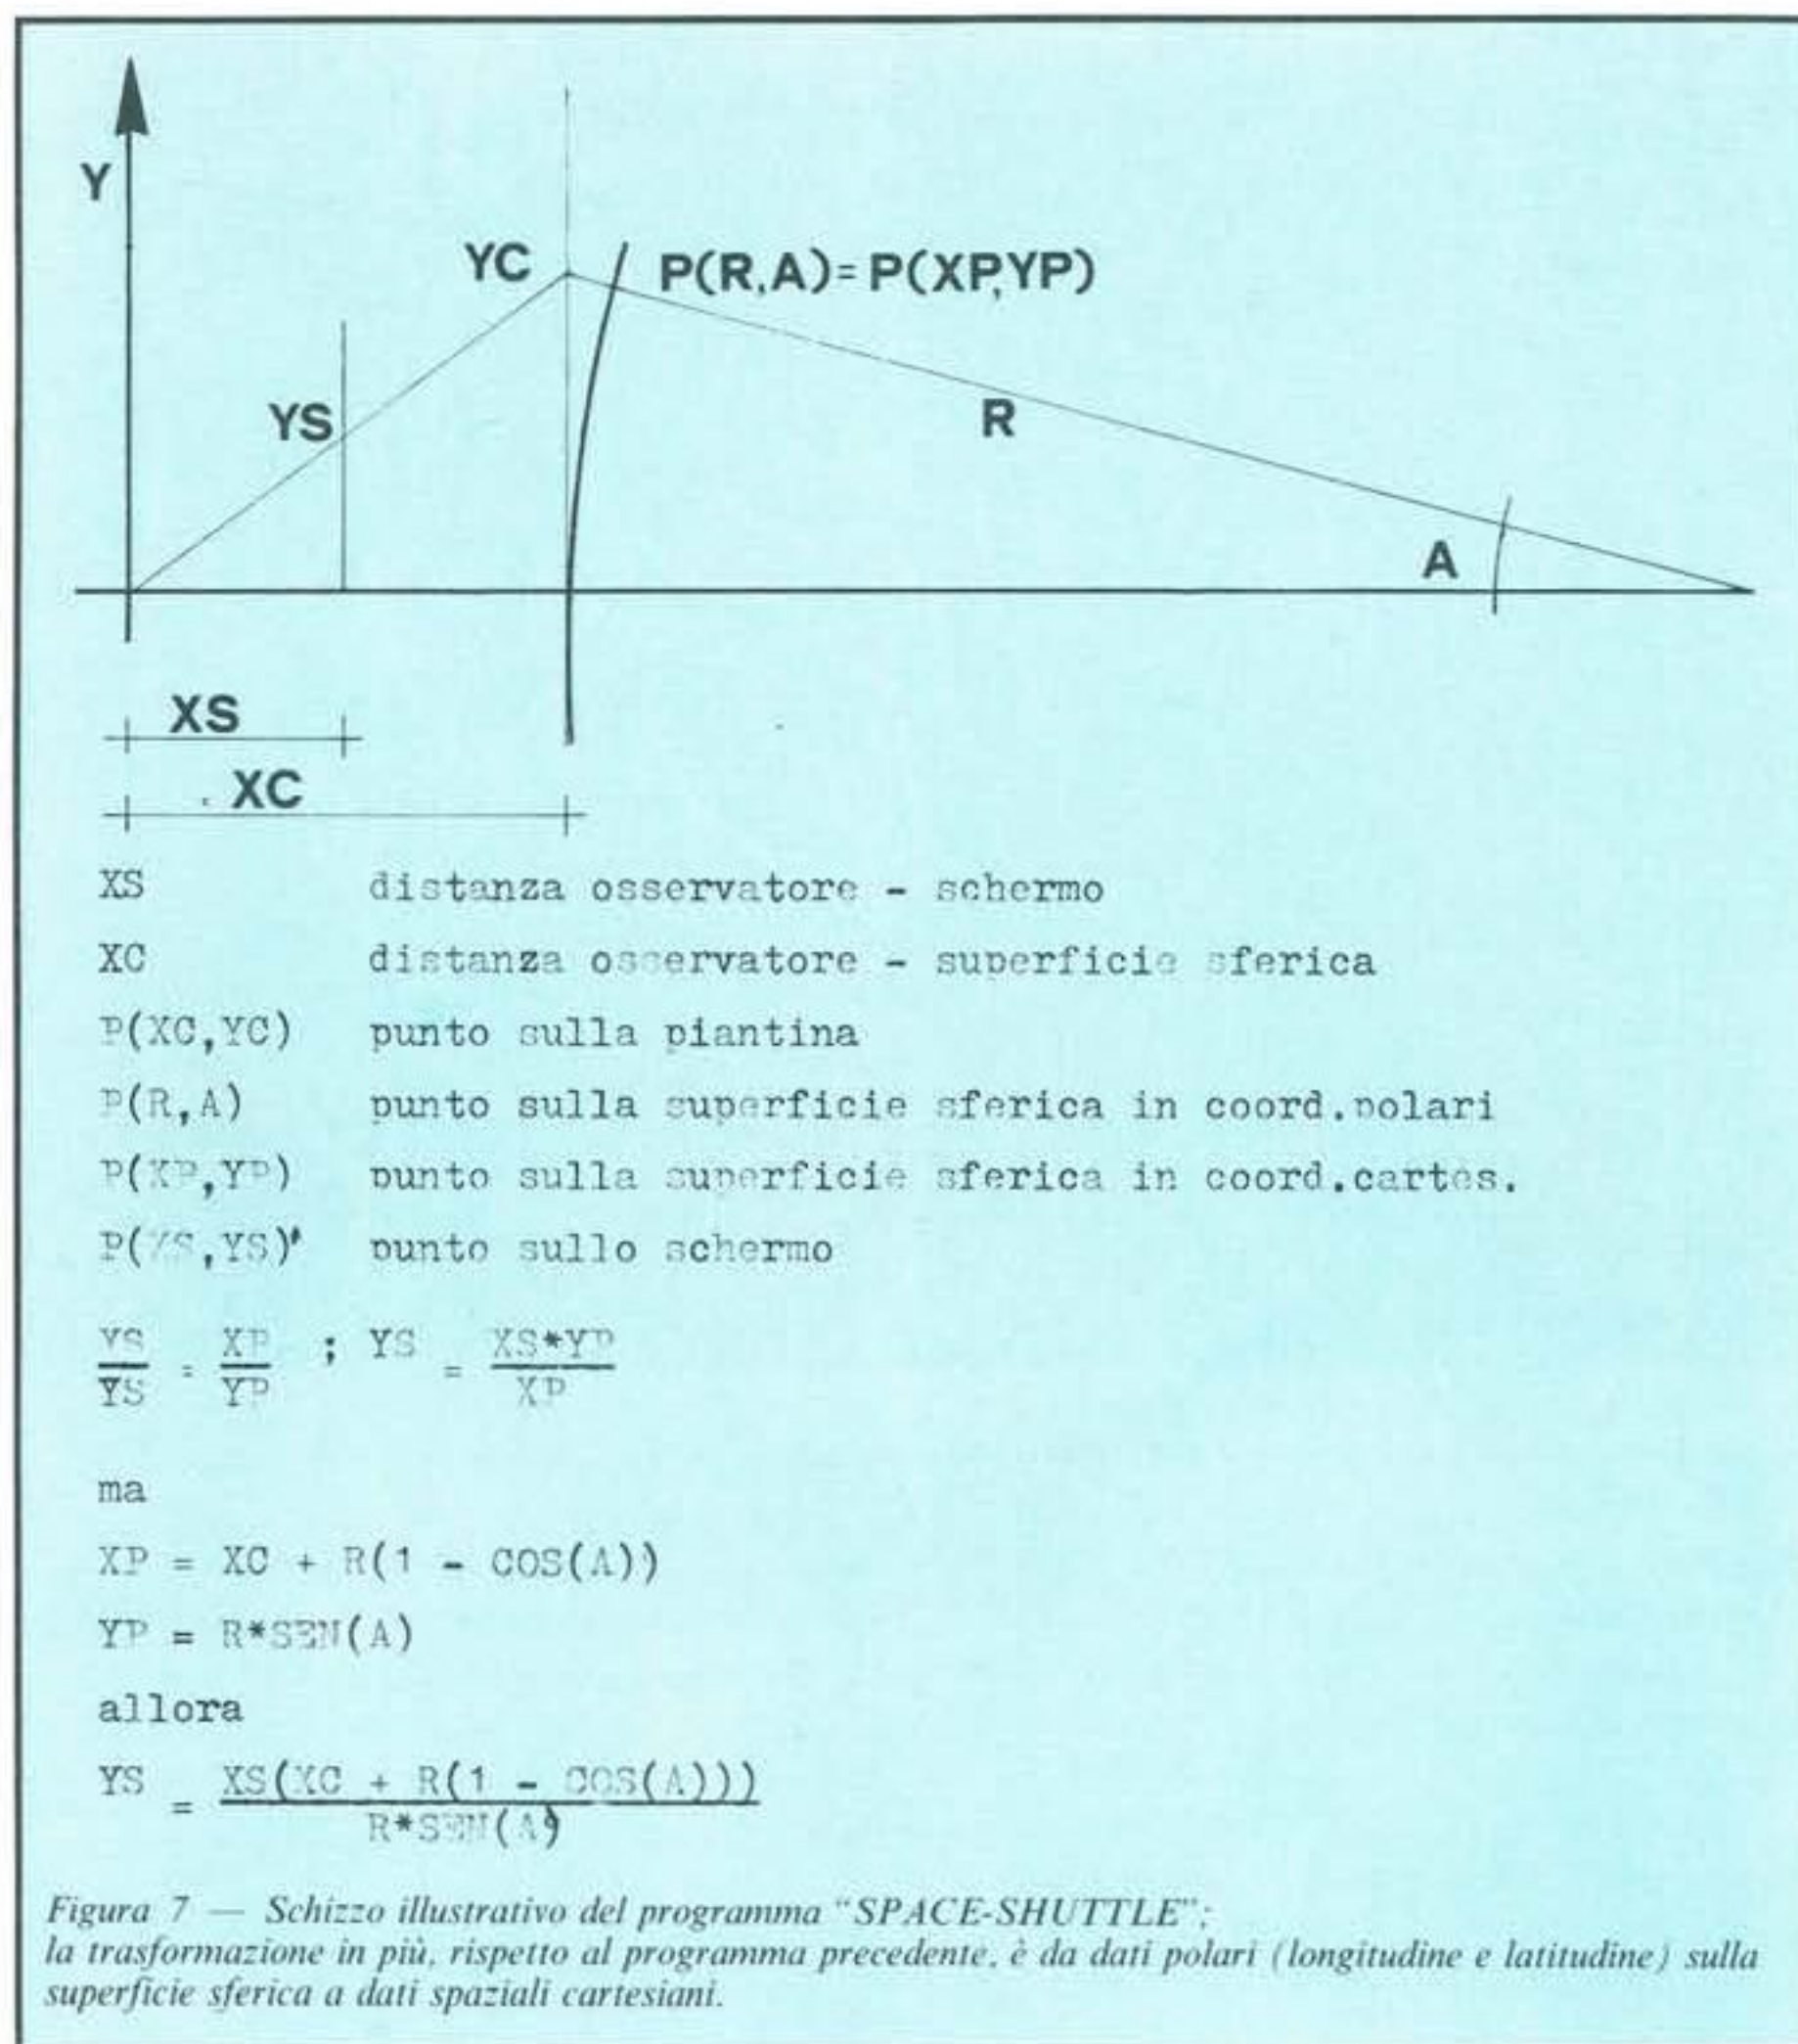 Y
YC
P(R,A)=P(XP,YP)
YS
R
A
XS
XC
XS distanza osservatore - schermo
XC distanza osservatore - superficie sferica
P(XC,YC) punto sulla piantina
P(R,A) punto sulla superficie sferica in coord.polari
P(XP,YP) punto sulla superficie sferica in coord.cartes.
P(XS,YS) punto sullo schermo
YS/YS = XP/YP ; YS = XS*YP/XP
ma
XP = XC + R(1 - COS(A))
YP = R*SEN(A)
allora
YS = XS(XC + R(1 - COS(A)))/R*SEN(A)
Figura 7 — Schizzo illustrativo del programma "SPACE-SHUTTLE";
la trasformazione in più, rispetto al programma precedente, è da dati polari (longitudine e latitudine) sulla
superficie sferica a dati spaziali cartesiani.